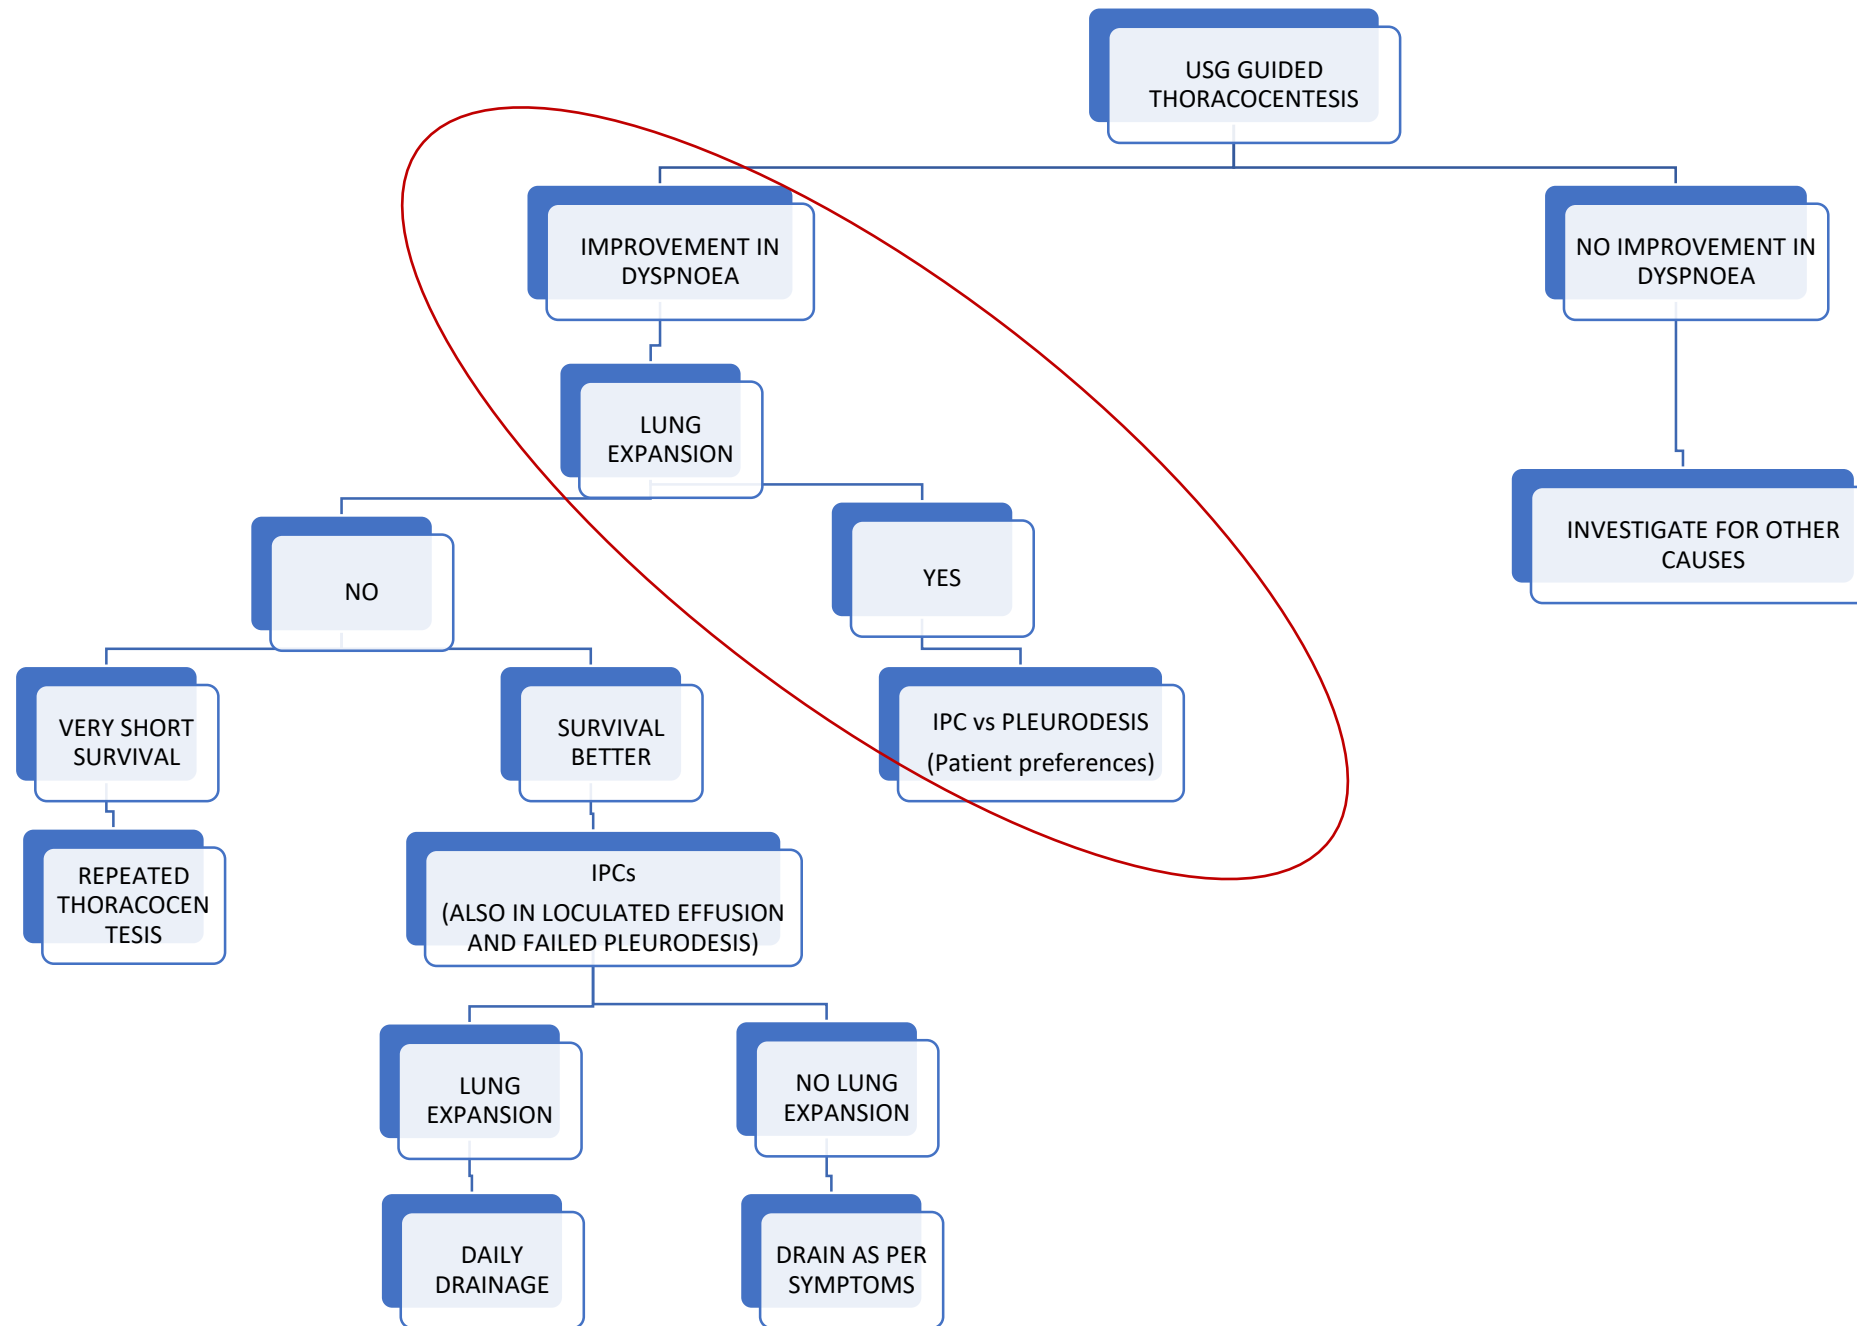 USG GUIDED
THORACOCENTESIS
IMPROVEMENT IN
DYSPNOEA
NO IMPROVEMENT IN
DYSPNOEA
LUNG
EXPANSION
INVESTIGATE FOR OTHER
CAUSES
NO
YES
VERY SHORT
SURVIVAL
SURVIVAL
BETTER
IPC vs PLEURODESIS
(Patient preferences)
REPEATED
THORACOCEN
TESIS
IPCs
(ALSO IN LOCULATED EFFUSION
AND FAILED PLEURODESIS)
LUNG
EXPANSION
NO LUNG
EXPANSION
DAILY
DRAINAGE
DRAIN AS PER
SYMPTOMS